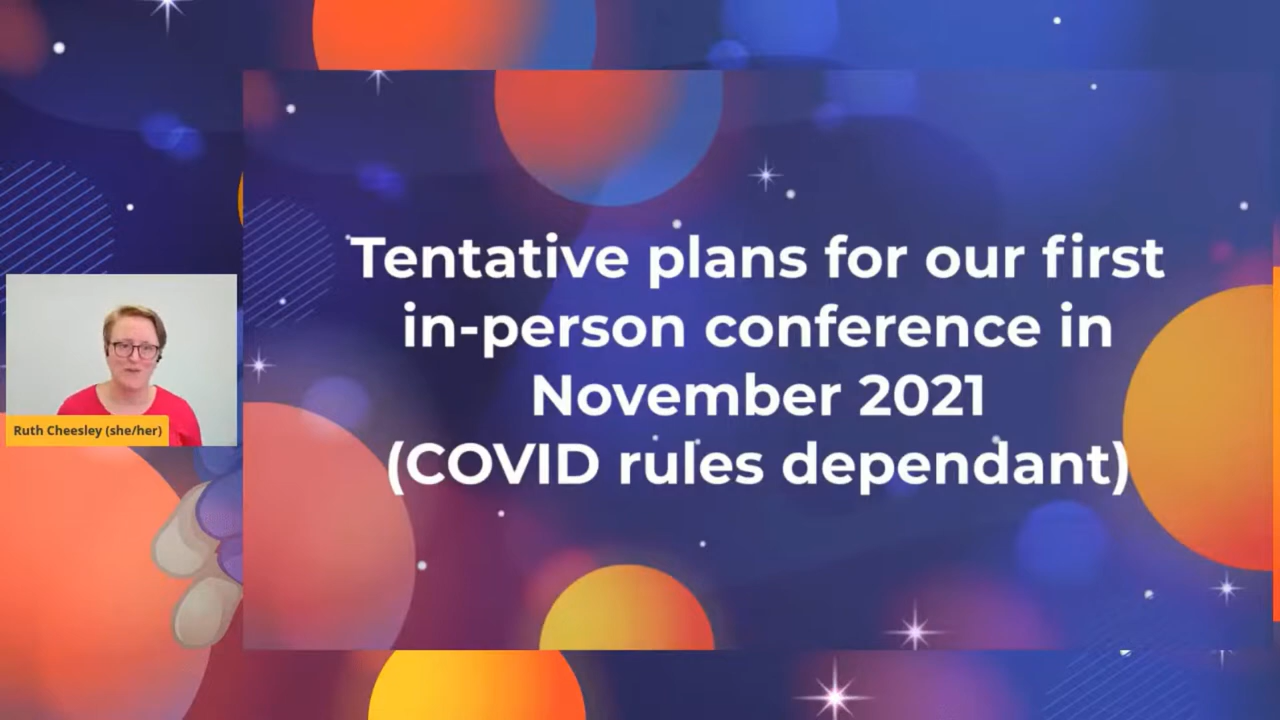 Tentative plans for our first
in-person conference in
November 2021
(COVID rules dependant)
Ruth Cheesley (she/her)